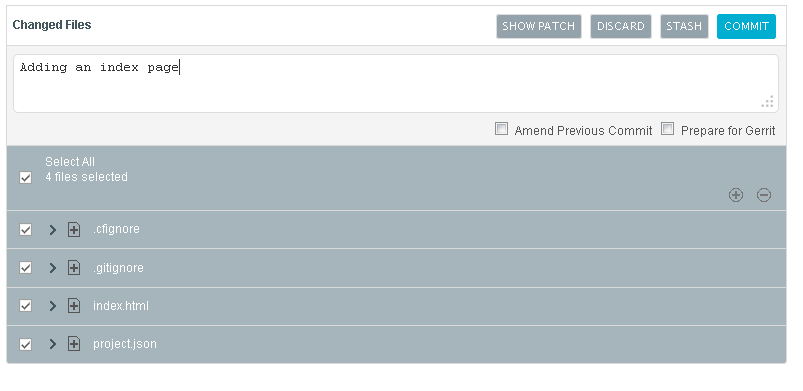 Changed Files
SHOW PATCH
DISCARD
STASH
COMMIT
Adding an index page
Amend Previous Commit
Prepare for Gerrit
Select All
4 files selected
.cfignore
.gitignore
index.html
project.json